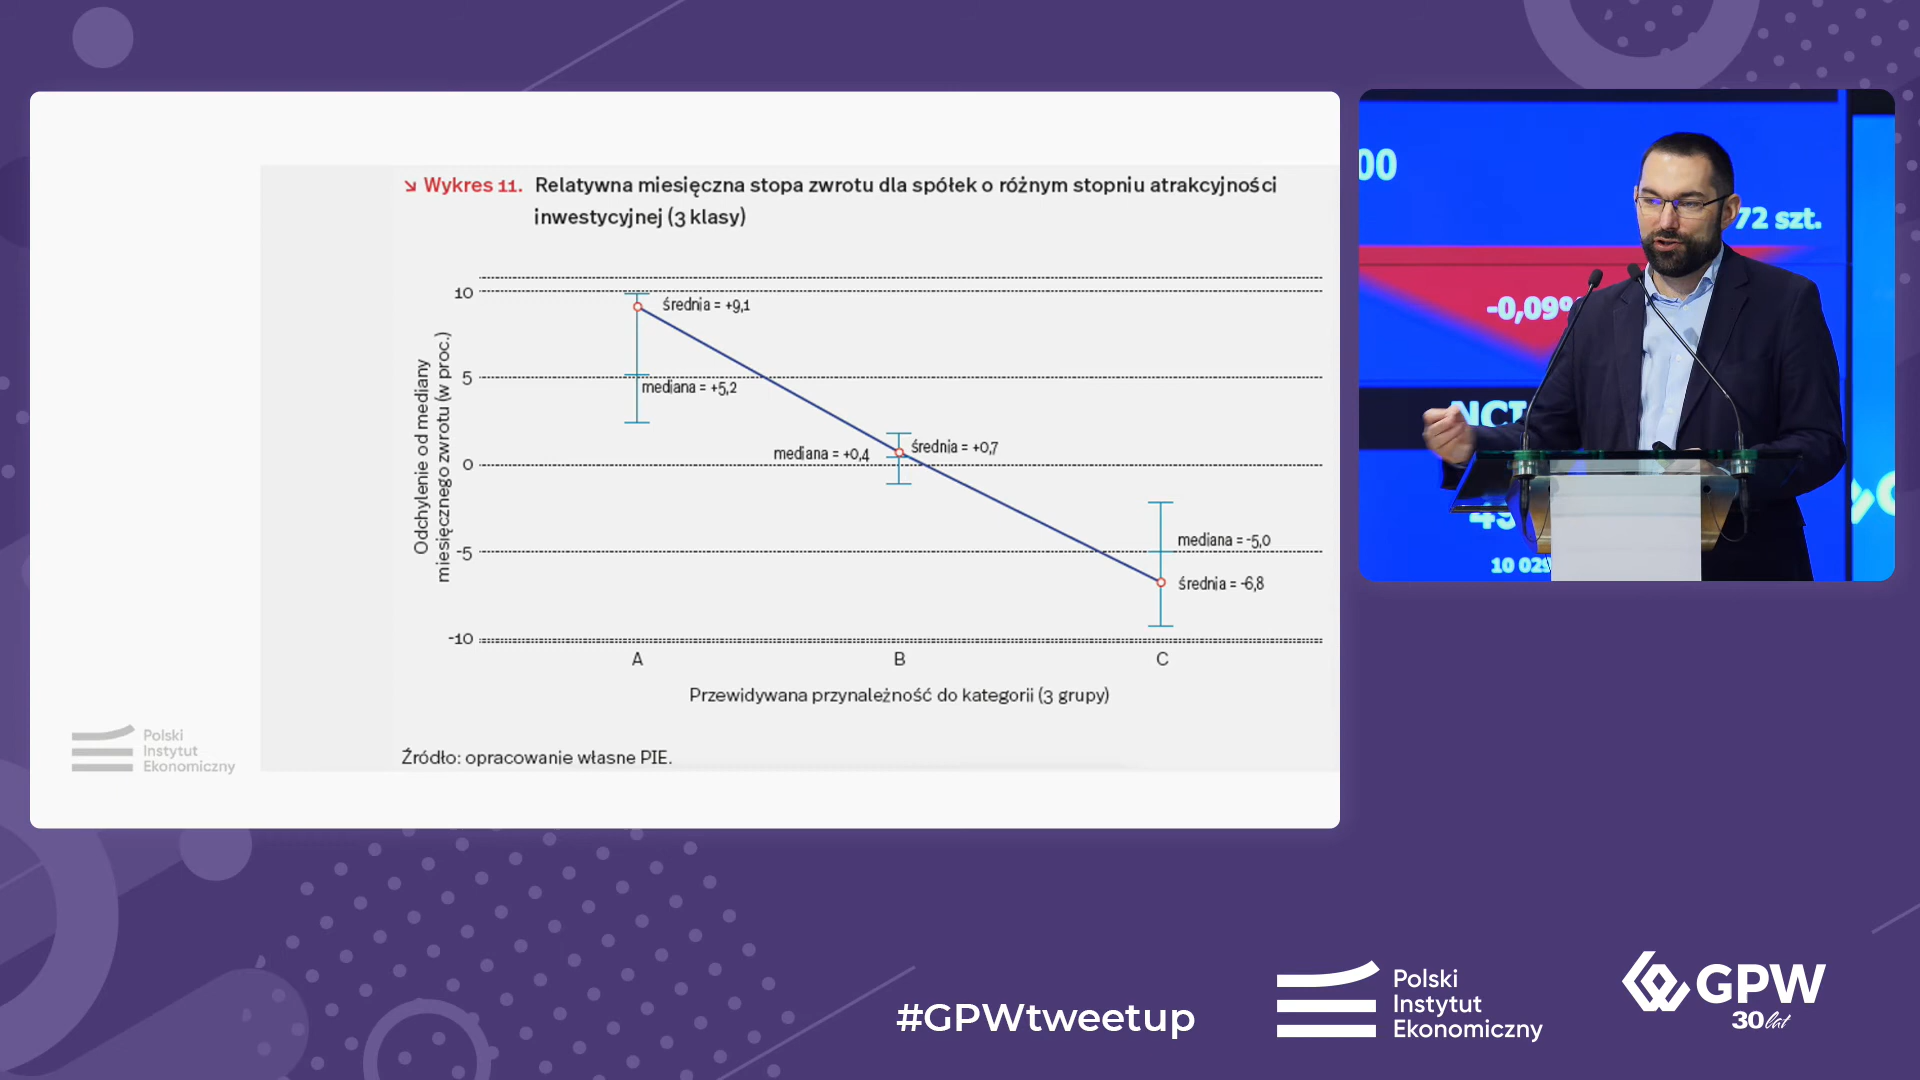 ↘ Wykres 11. Relatywna miesięczna stopa zwrotu dla spółek o różnym stopniu atrakcyjności
inwestycyjnej (3 klasy)
Odchylenie od mediany
miesięcznego zwrotu (w proc.)
10
5
0
-5
-10
średnia = +9,1
mediana = +5,2
mediana = +0,4
średnia = +0,7
mediana = -5,0
średnia = -6,8
A
B
C
Przewidywana przynależność do kategorii (3 grupy)
Źródło: opracowanie własne PIE.
Polski
Instytut
Ekonomiczny
00
72 szt.
-0,09%
#GPWtweetup
Polski
Instytut
Ekonomiczny
GPW
30 lat